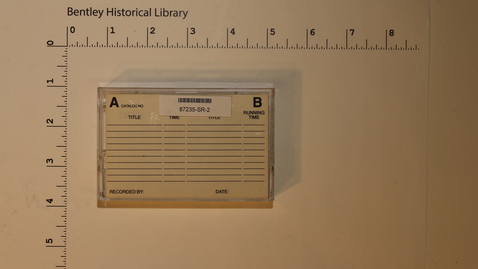 Bentley Historical Library
0 1 2 3 4 5 6 7 8
0
1
2
3
4
5
A CATALOG NO. B
87235-SR-2
TITLE TIME TITLE RUNNING TIME
RECORDED BY: DATE: